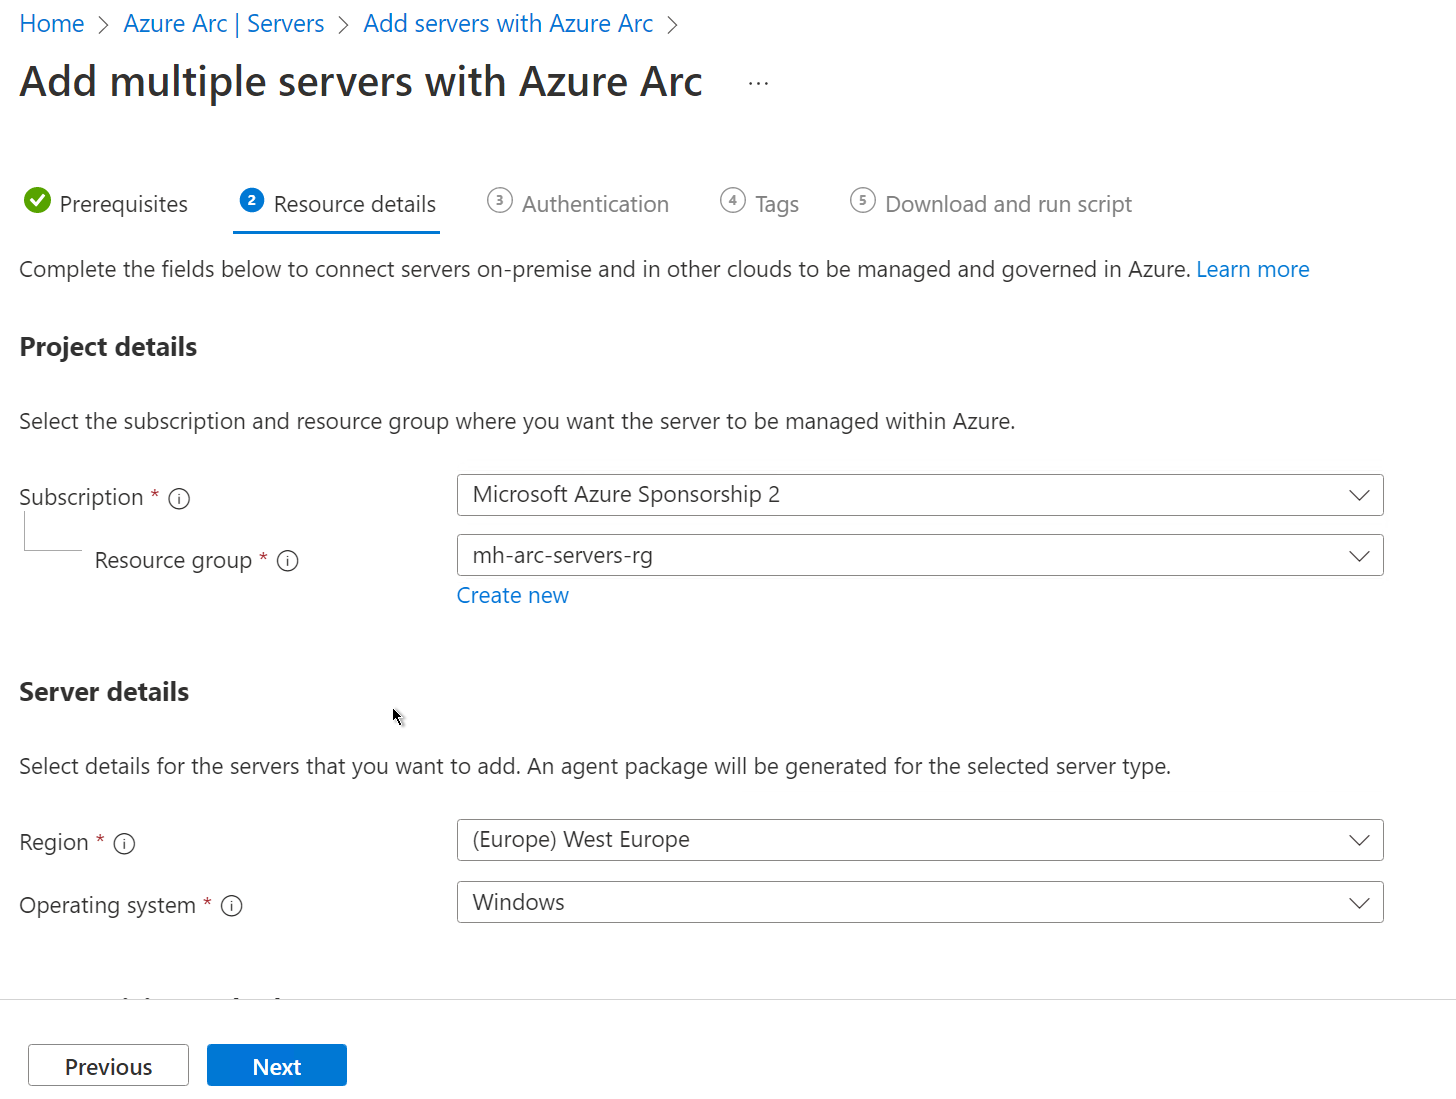 Home > Azure Arc | Servers > Add servers with Azure Arc >
Add multiple servers with Azure Arc ...
Prerequisites 2 Resource details 3 Authentication 4 Tags 5 Download and run script
Complete the fields below to connect servers on-premise and in other clouds to be managed and governed in Azure. Learn more
Project details
Select the subscription and resource group where you want the server to be managed within Azure.
Subscription * Microsoft Azure Sponsorship 2
Resource group * mh-arc-servers-rg
Create new
Server details
Select details for the servers that you want to add. An agent package will be generated for the selected server type.
Region * (Europe) West Europe
Operating system * Windows
Previous Next